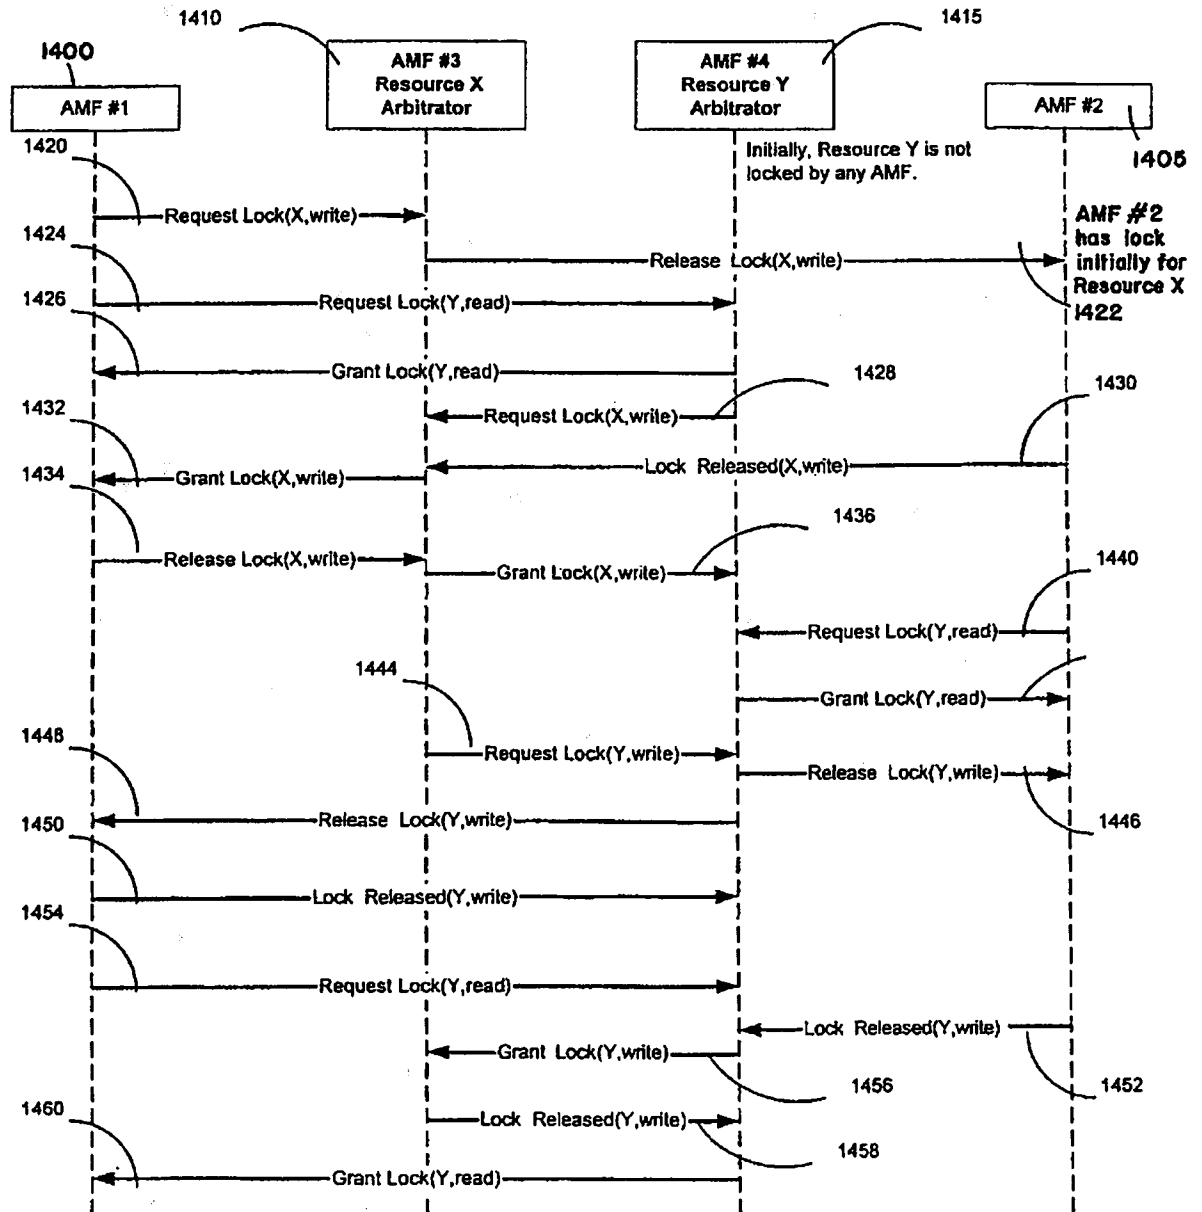 1410
1415
1400
AMF #3
Resource X
Arbitrator
AMF #4
Resource Y
Arbitrator
AMF #1
AMF #2
1405
1420
Initially, Resource Y is not
locked by any AMF.
Request Lock(X,write)
AMF #2
has lock
initially for
Resource X
1422
1424
Release Lock(X,write)
1426
Request Lock(Y,read)
Grant Lock(Y,read)
1428
1430
1432
Request Lock(X,write)
1434
Lock Released(X,write)
Grant Lock(X,write)
1436
Release Lock(X,write)
Grant Lock(X,write)
1440
Request Lock(Y,read)
1444
Grant Lock(Y,read)
1448
Request Lock(Y,write)
Release Lock(Y,write)
1450
Release Lock(Y,write)
1446
Lock Released(Y,write)
1454
Request Lock(Y,read)
Lock Released(Y,write)
Grant Lock(Y,write)
1456
1452
1460
Lock Released(Y,write)
1458
Grant Lock(Y,read)